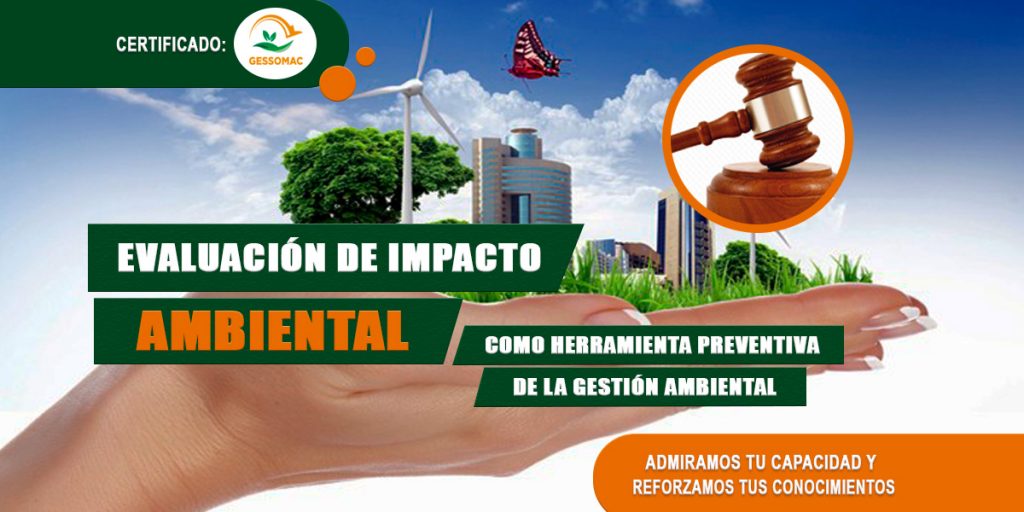 CERTIFICADO:
GESSOMAC
EVALUACIÓN DE IMPACTO
AMBIENTAL
COMO HERRAMIENTA PREVENTIVA
DE LA GESTIÓN AMBIENTAL
ADMIRAMOS TU CAPACIDAD Y
REFORZAMOS TUS CONOCIMIENTOS